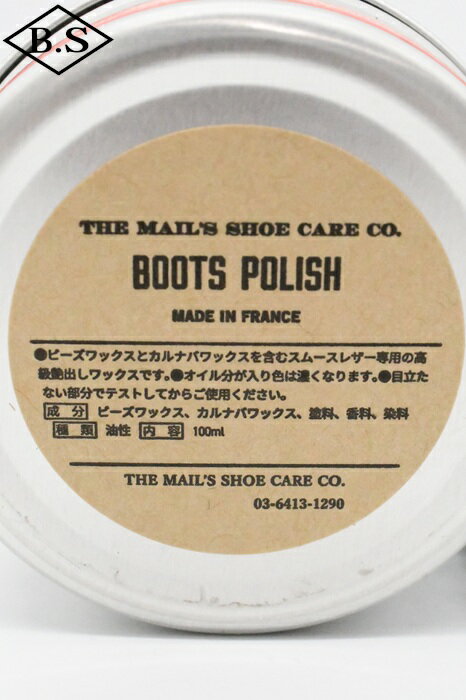 B.S
THE MAIL'S SHOE CARE CO.
BOOTS POLISH
MADE IN FRANCE
●ビーズワックスとカルナバワックスを含むスムースレザー専用の高
級艶出しワックスです。●オイル分が入り色は濃くなります。●目立た
ない部分でテストしてからご使用ください。
成 分 ビーズワックス、カルナバワックス、塗料、香料、染料
種 類 油性 内 容 100ml
THE MAIL'S SHOE CARE CO.
03-6413-1290